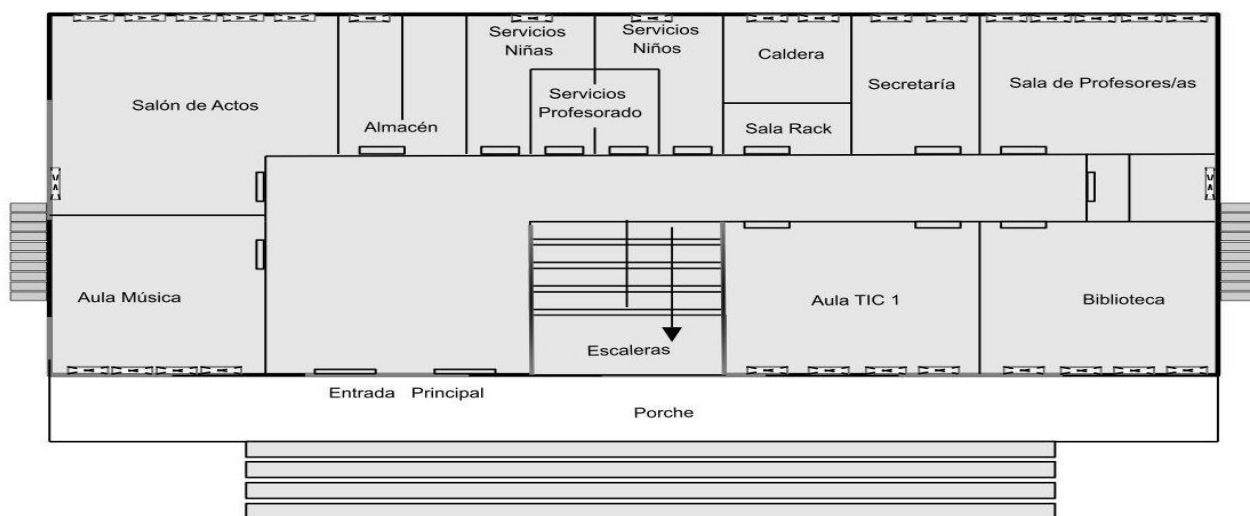 Servicios
Niñas
Servicios
Niños
Caldera
Secretaría
Sala de Profesores/as
Salón de Actos
Almacén
Servicios
Profesorado
Sala Rack
Aula Música
Aula TIC 1
Biblioteca
Escaleras
Entrada Principal
Porche